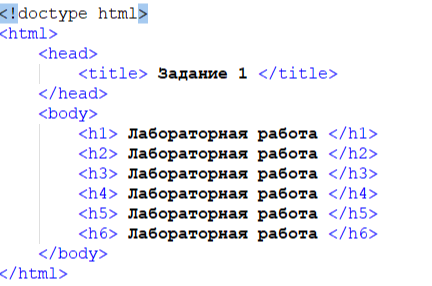 <!doctype html>
<html>
<head>
<title> Задание 1 </title>
</head>
<body>
<h1> Лабораторная работа </h1>
<h2> Лабораторная работа </h2>
<h3> Лабораторная работа </h3>
<h4> Лабораторная работа </h4>
<h5> Лабораторная работа </h5>
<h6> Лабораторная работа </h6>
</body>
</html>